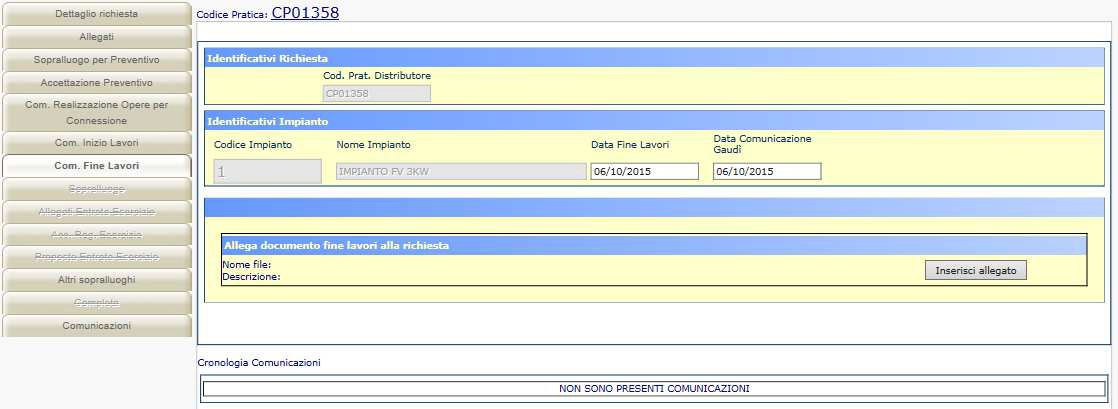 Dettaglio richiesta
Allegati
Sopralluogo per Preventivo
Accettazione Preventivo
Com. Realizzazione Opere per
Connessione
Com. Inizio Lavori
Com. Fine Lavori
Sopralluogo
Allegati Entrata Esercizio
Acc. Reg. Esercizio
Proposta Entrata Esercizio
Altri sopralluoghi
Completa
Comunicazioni
Codice Pratica: CP01358
Identificativi Richiesta
Cod. Prat. Distributore
CP01358
Identificativi Impianto
Codice Impianto Nome Impianto Data Fine Lavori Data Comunicazione
Gaudì
1 IMPIANTO FV 3KW 06/10/2015 06/10/2015
Allega documento fine lavori alla richiesta
Nome file:
Descrizione:
Inserisci allegato
Cronologia Comunicazioni
NON SONO PRESENTI COMUNICAZIONI